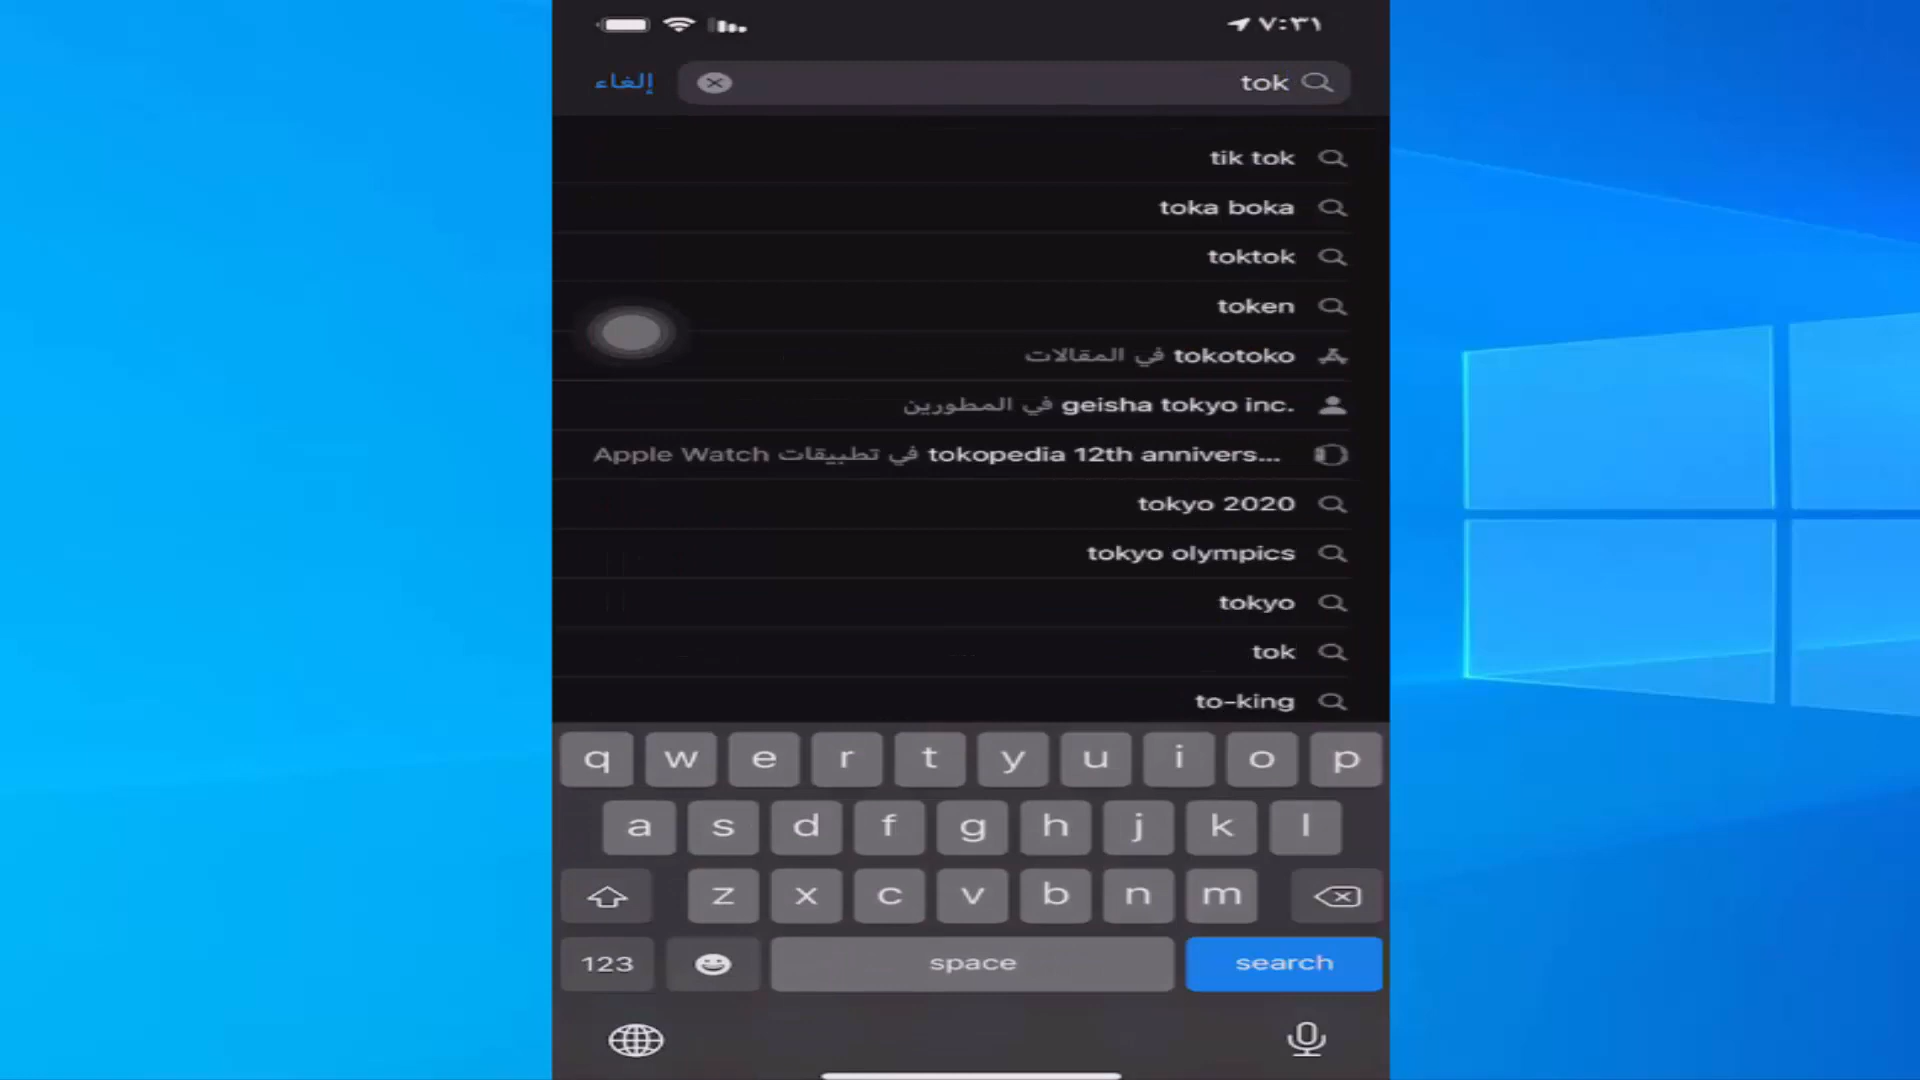 ٧:٣١
tok
إلغاء
tik tok
toka boka
toktok
token
tokotoko في المقالات
geisha tokyo inc. في المطورين
tokopedia 12th annivers... في تطبيقات Apple Watch
tokyo 2020
tokyo olympics
tokyo
tok
to-king
q w e r t y u i o p
a s d f g h j k l
z x c v b n m
123 space search